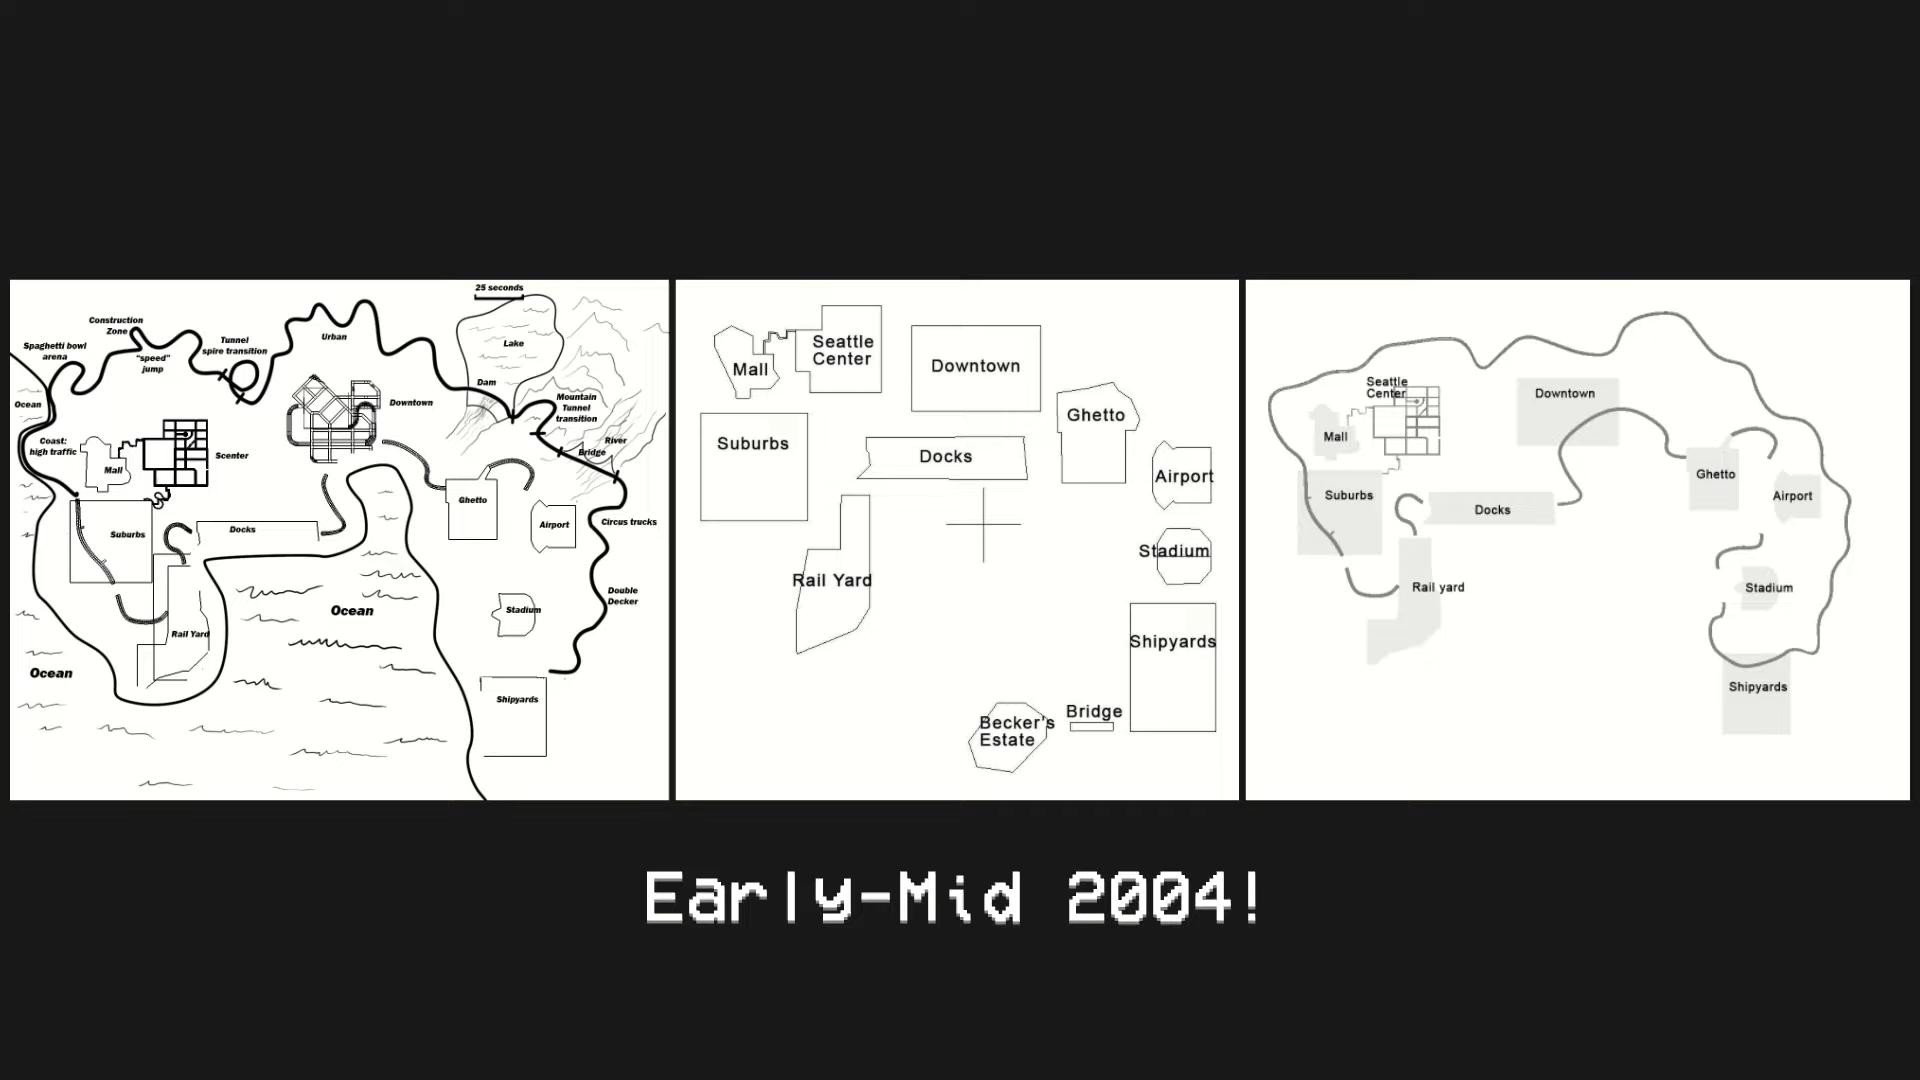 25 seconds
Construction
Zone
Spaghetti bowl
arena
"speed"
jump
Tunnel
spire transition
Urban
Lake
Dam
Mountain
Tunnel
transition
River
Bridge
Ocean
Coast:
high traffic
Mall
Scenter
Downtown
Ghetto
Airport
Circus trucks
Suburbs
Docks
Double
Decker
Stadium
Ocean
Rail Yard
Ocean
Shipyards
Mall
Seattle
Center
Downtown
Ghetto
Suburbs
Docks
Airport
Stadium
Rail Yard
Shipyards
Becker's
Estate
Bridge
Seattle
Center
Downtown
Mall
Ghetto
Suburbs
Docks
Airport
Rail yard
Stadium
Shipyards
Early-Mid 2004!